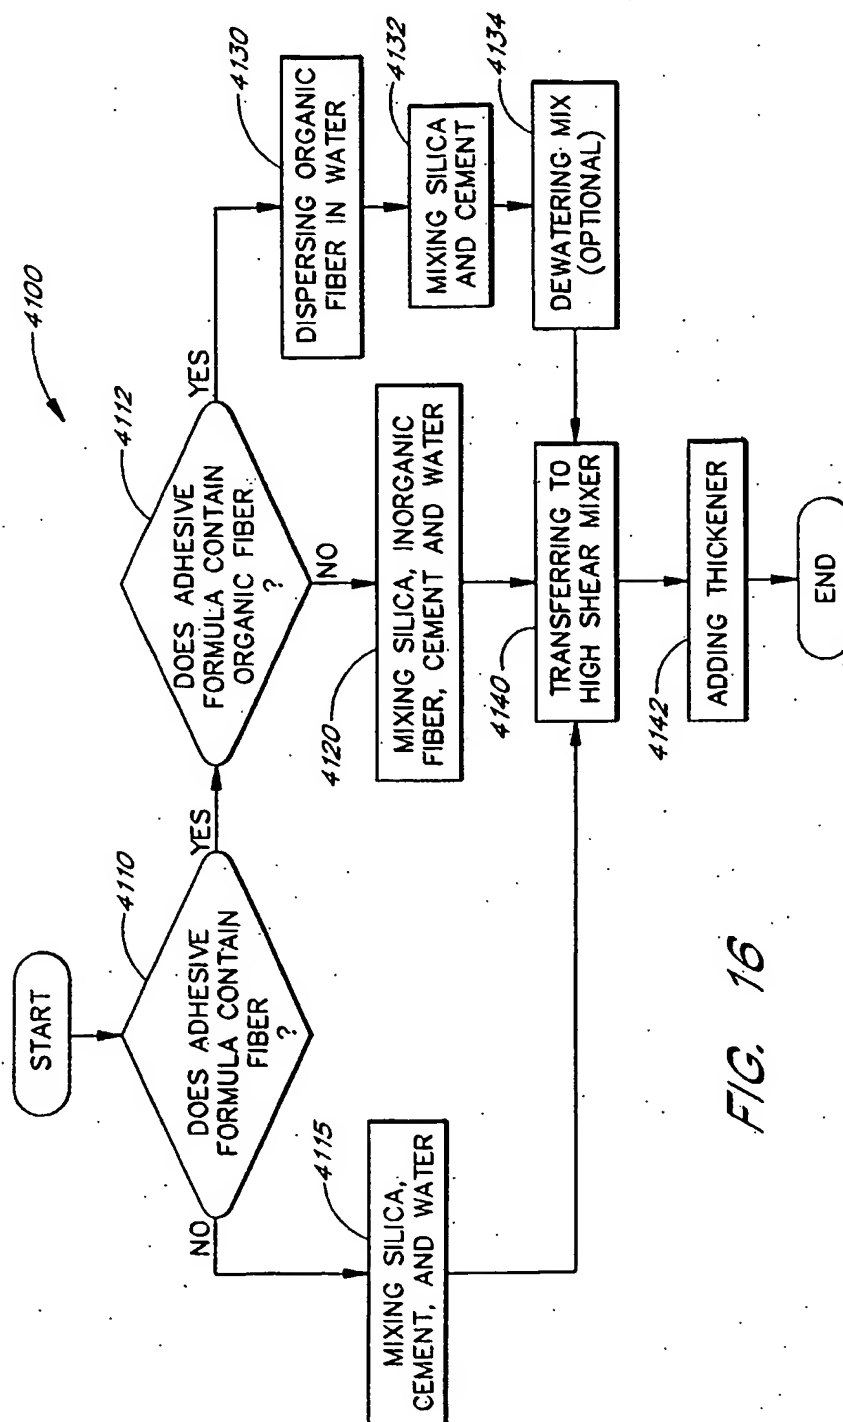 4100
START
4110
DOES ADHESIVE
FORMULA CONTAIN
FIBER
?
YES
NO
4112
DOES ADHESIVE
FORMULA CONTAIN
ORGANIC FIBER
?
YES
NO
4130
DISPERSING ORGANIC
FIBER IN WATER
4132
MIXING SILICA
AND CEMENT
4134
DEWATERING MIX
(OPTIONAL)
4115
MIXING SILICA,
CEMENT, AND WATER
4120
MIXING SILICA, INORGANIC
FIBER, CEMENT AND WATER
4140
TRANSFERRING TO
HIGH SHEAR MIXER
4142
ADDING THICKENER
END
FIG. 16